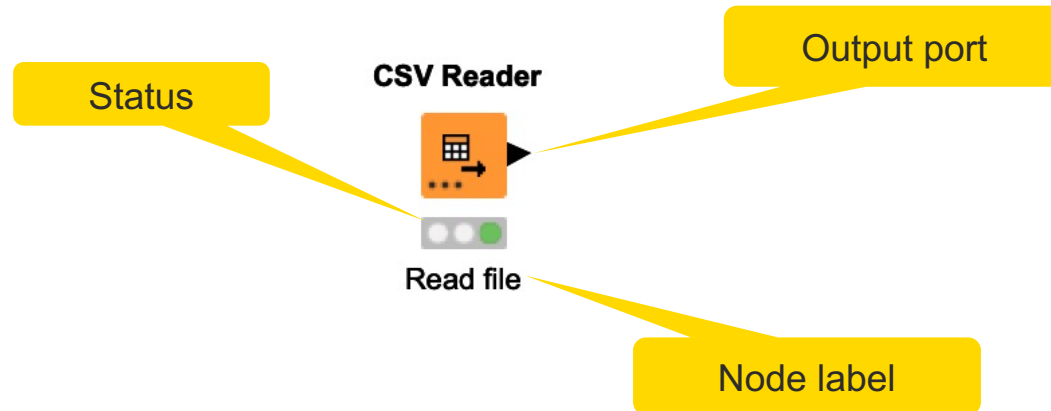 Output port
CSV Reader
Status
Read file
Node label